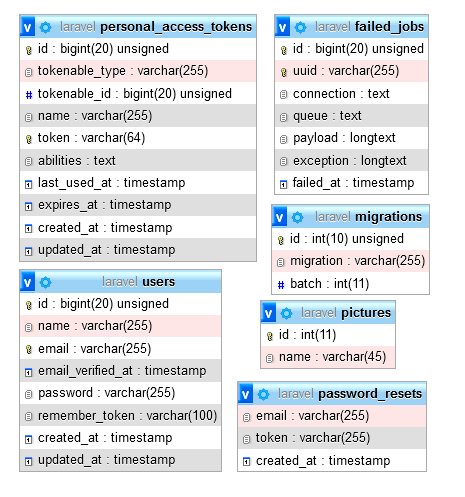 v laravel personal_access_tokens
id : bigint(20) unsigned
tokenable_type : varchar(255)
# tokenable_id : bigint(20) unsigned
name : varchar(255)
token : varchar(64)
abilities : text
last_used_at : timestamp
expires_at : timestamp
created_at : timestamp
updated_at : timestamp
v laravel users
id : bigint(20) unsigned
name : varchar(255)
email : varchar(255)
email_verified_at : timestamp
password : varchar(255)
remember_token : varchar(100)
created_at : timestamp
updated_at : timestamp
v laravel failed_jobs
id : bigint(20) unsigned
uuid : varchar(255)
connection : text
queue : text
payload : longtext
exception : longtext
failed_at : timestamp
v laravel migrations
id : int(10) unsigned
migration : varchar(255)
# batch : int(11)
v laravel pictures
id : int(11)
name : varchar(45)
v laravel password_resets
email : varchar(255)
token : varchar(255)
created_at : timestamp